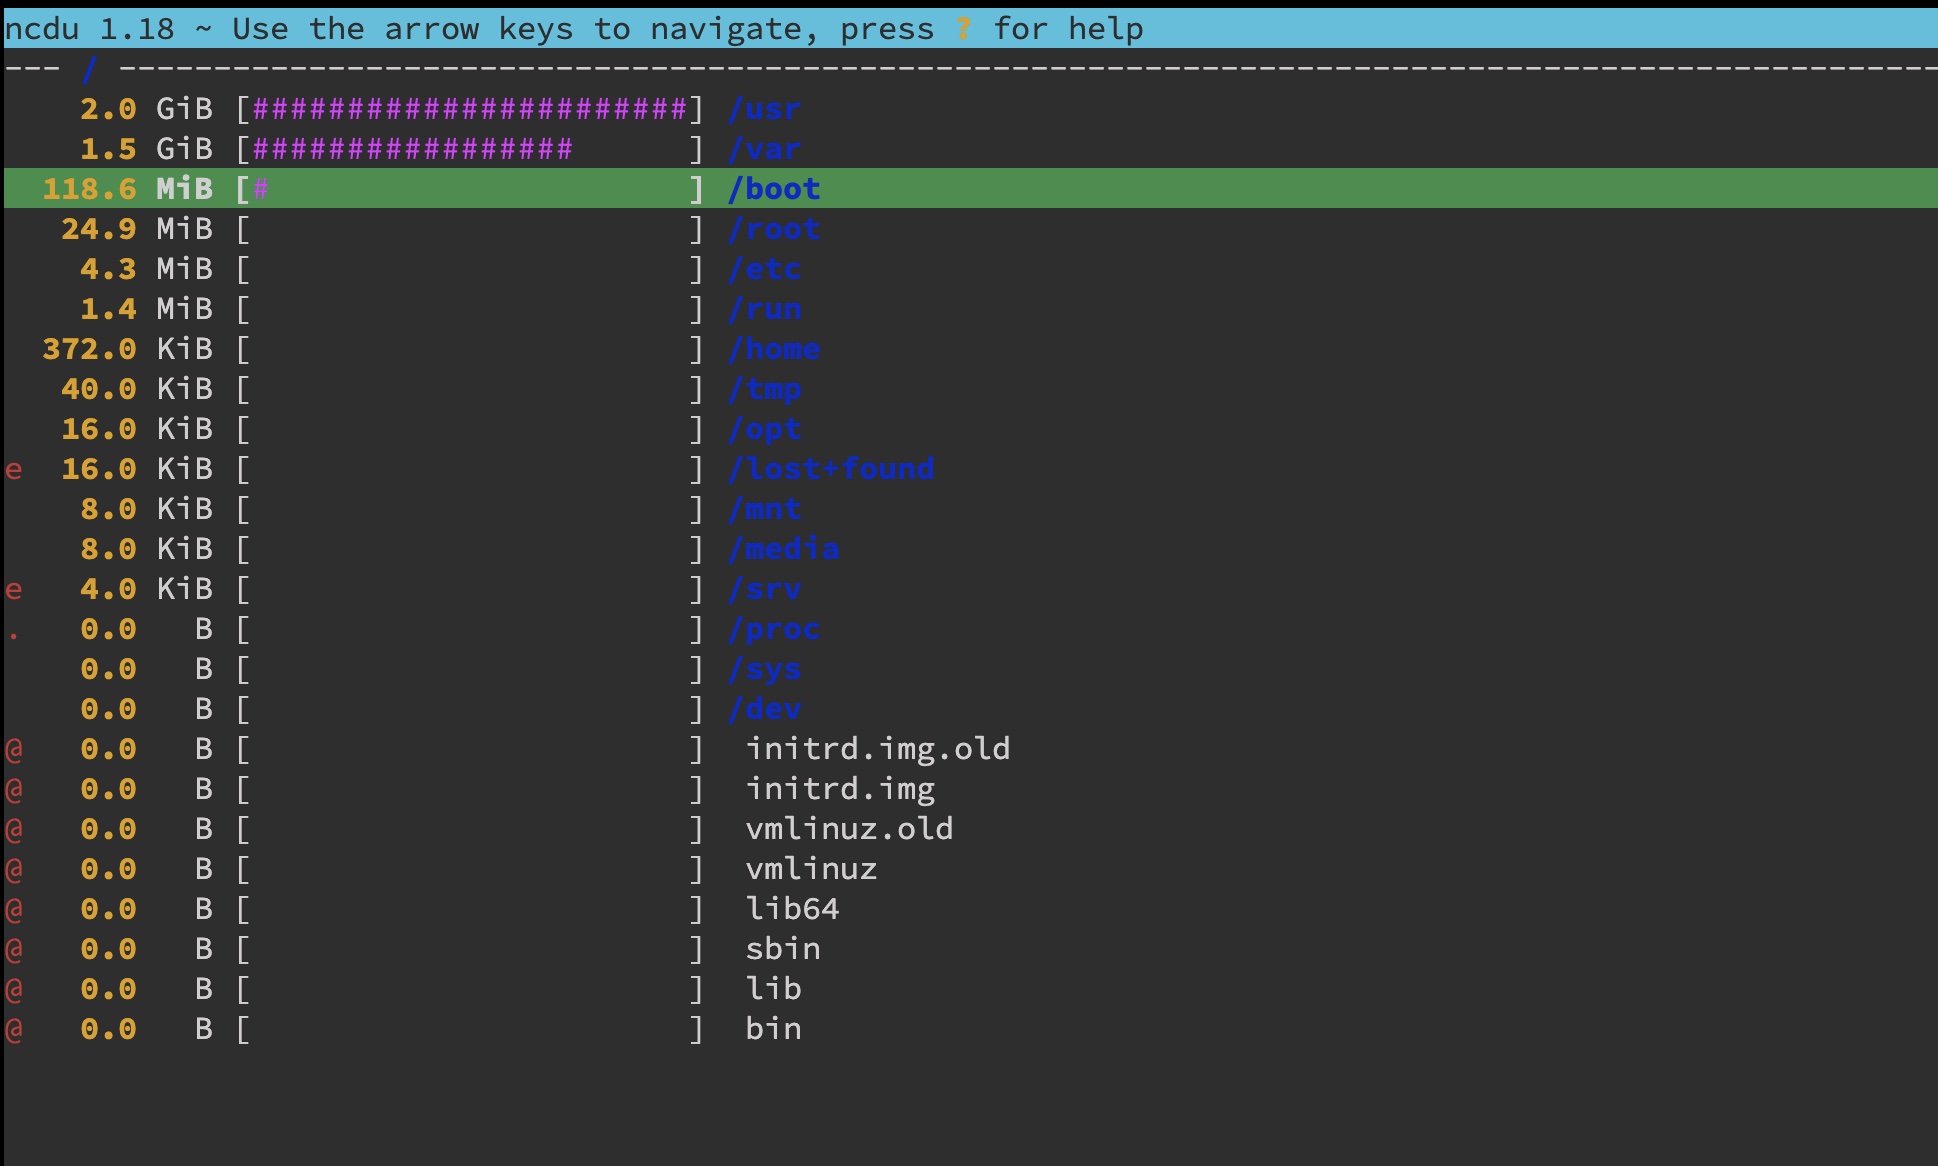 ncdu 1.18 ~ Use the arrow keys to navigate, press ? for help
--- / ------------------------------------------------------------------------------------------------
    2.0 GiB [#######################] /usr
    1.5 GiB [#################      ] /var
  118.6 MiB [#                      ] /boot
   24.9 MiB [                       ] /root
    4.3 MiB [                       ] /etc
    1.4 MiB [                       ] /run
  372.0 KiB [                       ] /home
   40.0 KiB [                       ] /tmp
   16.0 KiB [                       ] /opt
e  16.0 KiB [                       ] /lost+found
    8.0 KiB [                       ] /mnt
    8.0 KiB [                       ] /media
e   4.0 KiB [                       ] /srv
.   0.0   B [                       ] /proc
    0.0   B [                       ] /sys
    0.0   B [                       ] /dev
@   0.0   B [                       ]  initrd.img.old
@   0.0   B [                       ]  initrd.img
@   0.0   B [                       ]  vmlinuz.old
@   0.0   B [                       ]  vmlinuz
@   0.0   B [                       ]  lib64
@   0.0   B [                       ]  sbin
@   0.0   B [                       ]  lib
@   0.0   B [                       ]  bin